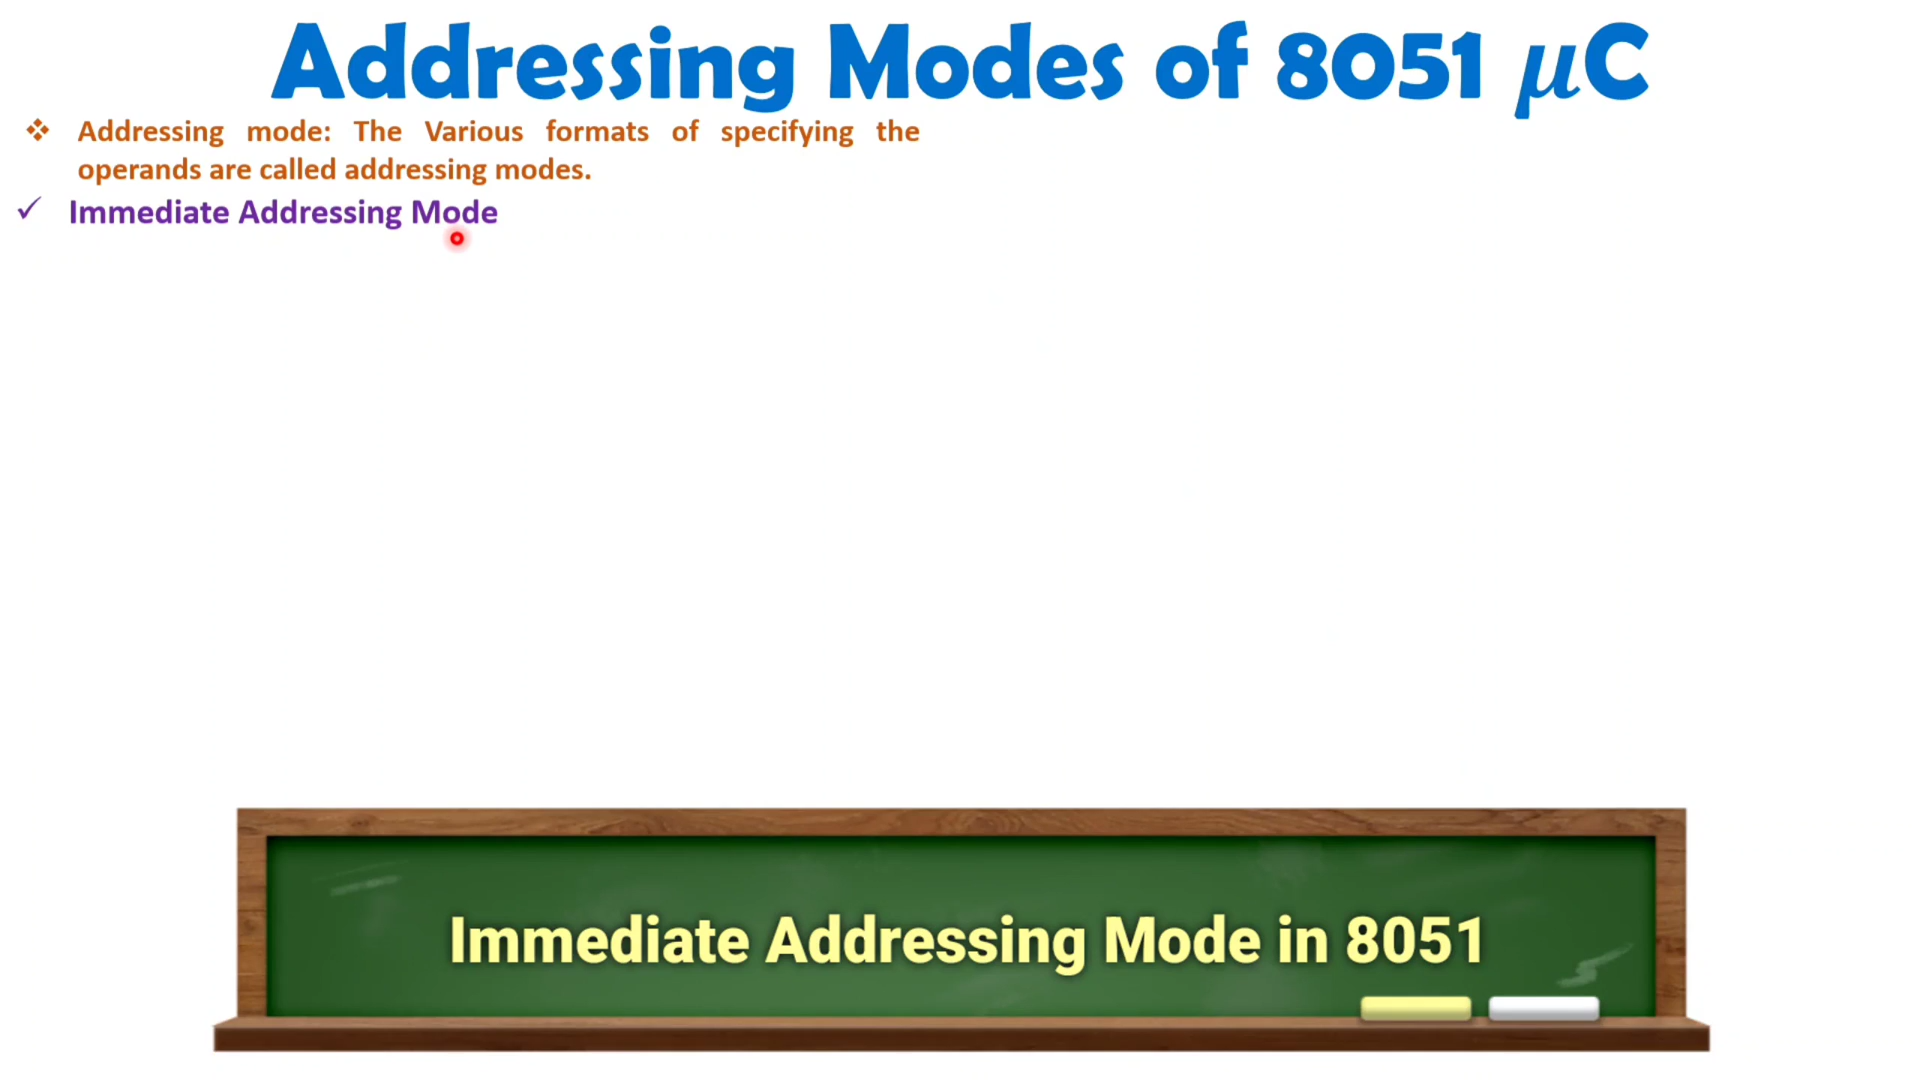 Addressing Modes of 8051 μC
❖ Addressing mode: The Various formats of specifying the
operands are called addressing modes.
✓ Immediate Addressing Mode
Immediate Addressing Mode in 8051